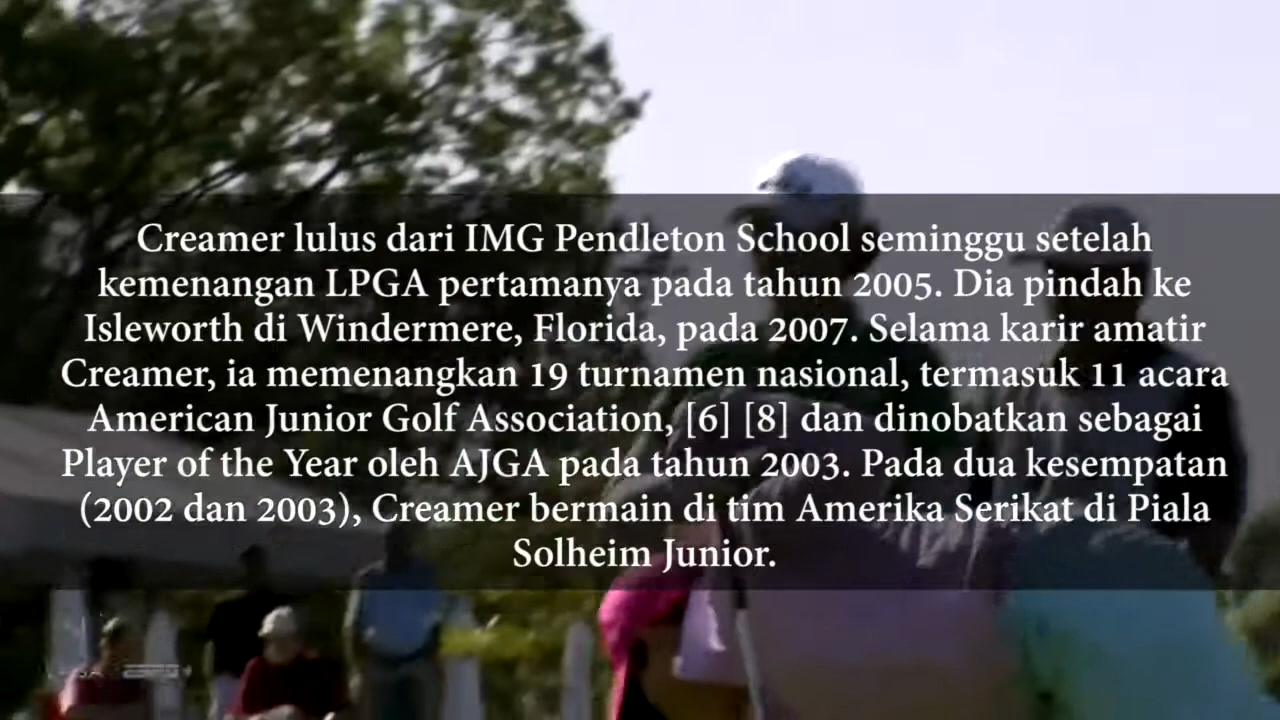 Creamer lulus dari IMG Pendleton School seminggu setelah
kemenangan LPGA pertamanya pada tahun 2005. Dia pindah ke
Isleworth di Windermere, Florida, pada 2007. Selama karir amatir
Creamer, ia memenangkan 19 turnamen nasional, termasuk 11 acara
American Junior Golf Association, [6] [8] dan dinobatkan sebagai
Player of the Year oleh AJGA pada tahun 2003. Pada dua kesempatan
(2002 dan 2003), Creamer bermain di tim Amerika Serikat di Piala
Solheim Junior.